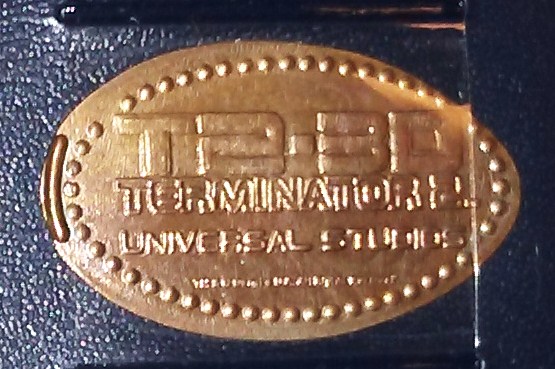 T2·3D
TERMINATOR 2
UNIVERSAL STUDIOS